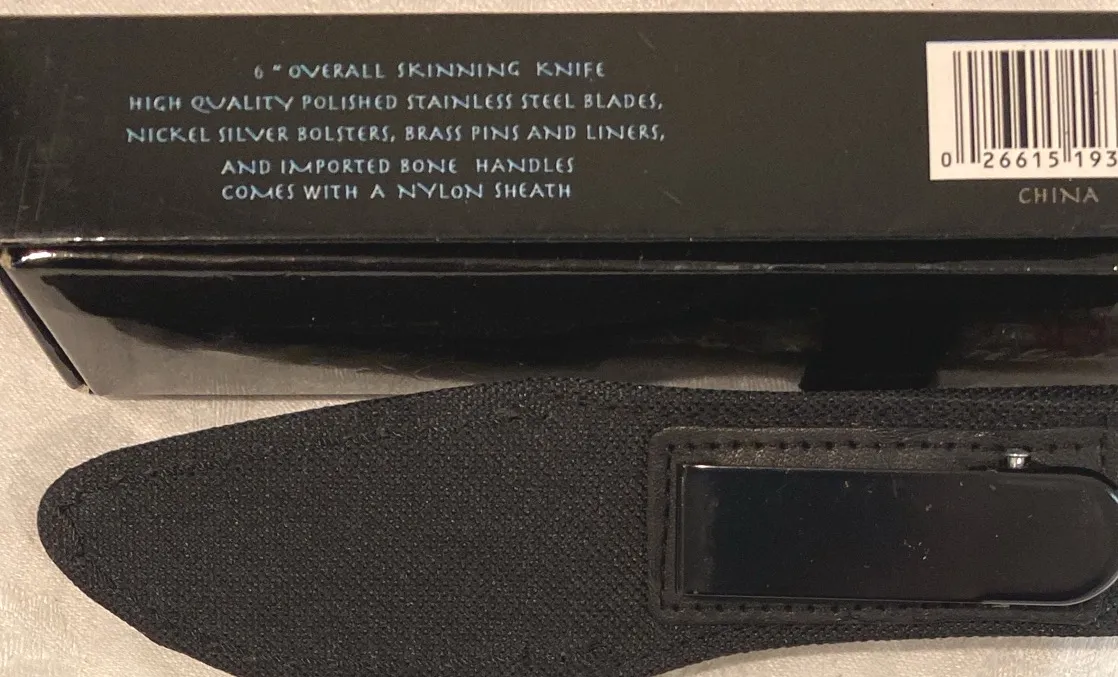 6" OVERALL SKINNING KNIFE
HIGH QUALITY POLISHED STAINLESS STEEL BLADES,
NICKEL SILVER BOLSTERS, BRASS PINS AND LINERS,
AND IMPORTED BONE HANDLES
COMES WITH A NYLON SHEATH
0 26615 193
CHINA